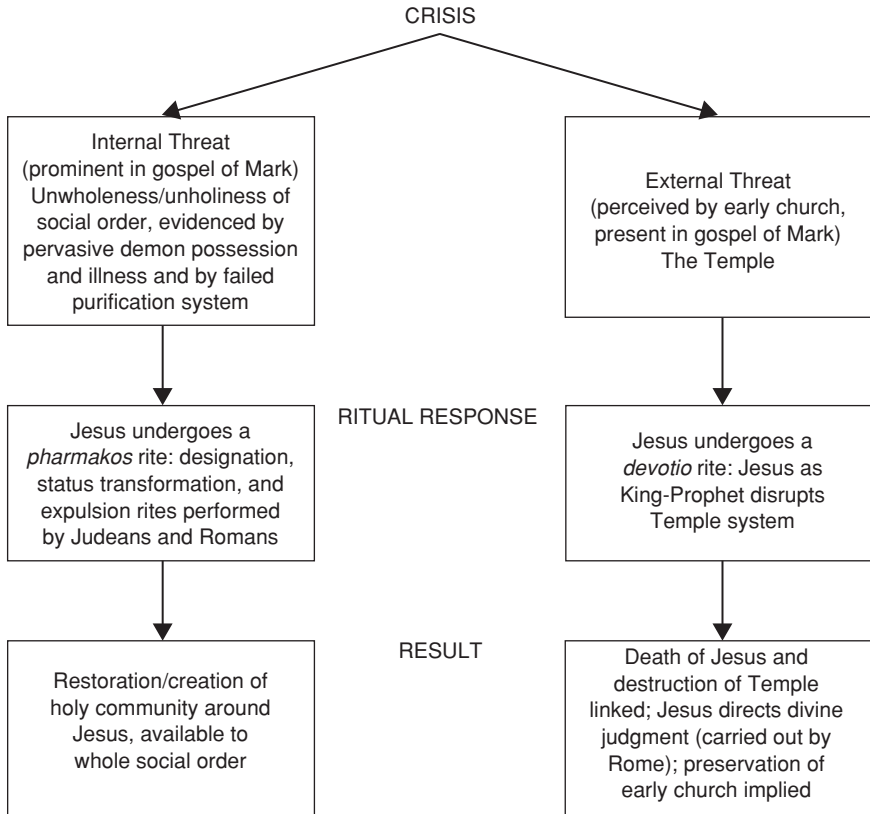 CRISIS
Internal Threat
(prominent in gospel of Mark)
Unwholeness/unholiness of
social order, evidenced by
pervasive demon possession
and illness and by failed
purification system
External Threat
(perceived by early church,
present in gospel of Mark)
The Temple
RITUAL RESPONSE
Jesus undergoes a
pharmakos rite: designation,
status transformation, and
expulsion rites performed
by Judeans and Romans
Jesus undergoes a
devotio rite: Jesus as
King-Prophet disrupts
Temple system
RESULT
Restoration/creation of
holy community around
Jesus, available to
whole social order
Death of Jesus and
destruction of Temple
linked; Jesus directs divine
judgment (carried out by
Rome); preservation of
early church implied